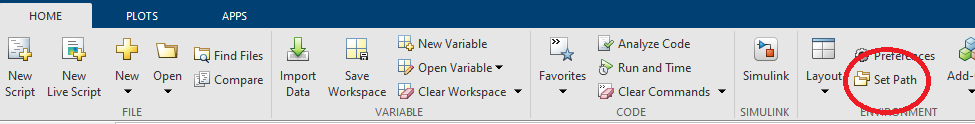 HOME PLOTS APPS
New Script
New Live Script
New
Open
Find Files
Compare
Import Data
Save Workspace
New Variable
Open Variable
Clear Workspace
Favorites
Analyze Code
Run and Time
Clear Commands
Simulink
Layout
Preferences
Set Path
Add-
FILE VARIABLE CODE SIMULINK ENVIRONMENT